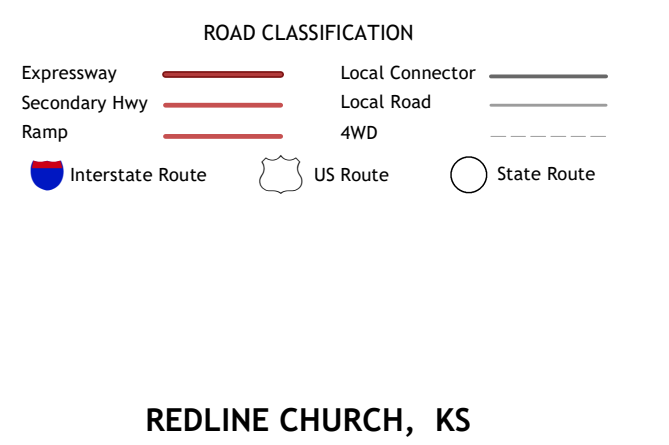 ROAD CLASSIFICATION
Expressway
Secondary Hwy
Ramp
Local Connector
Local Road
4WD
Interstate Route
US Route
State Route
REDLINE CHURCH, KS